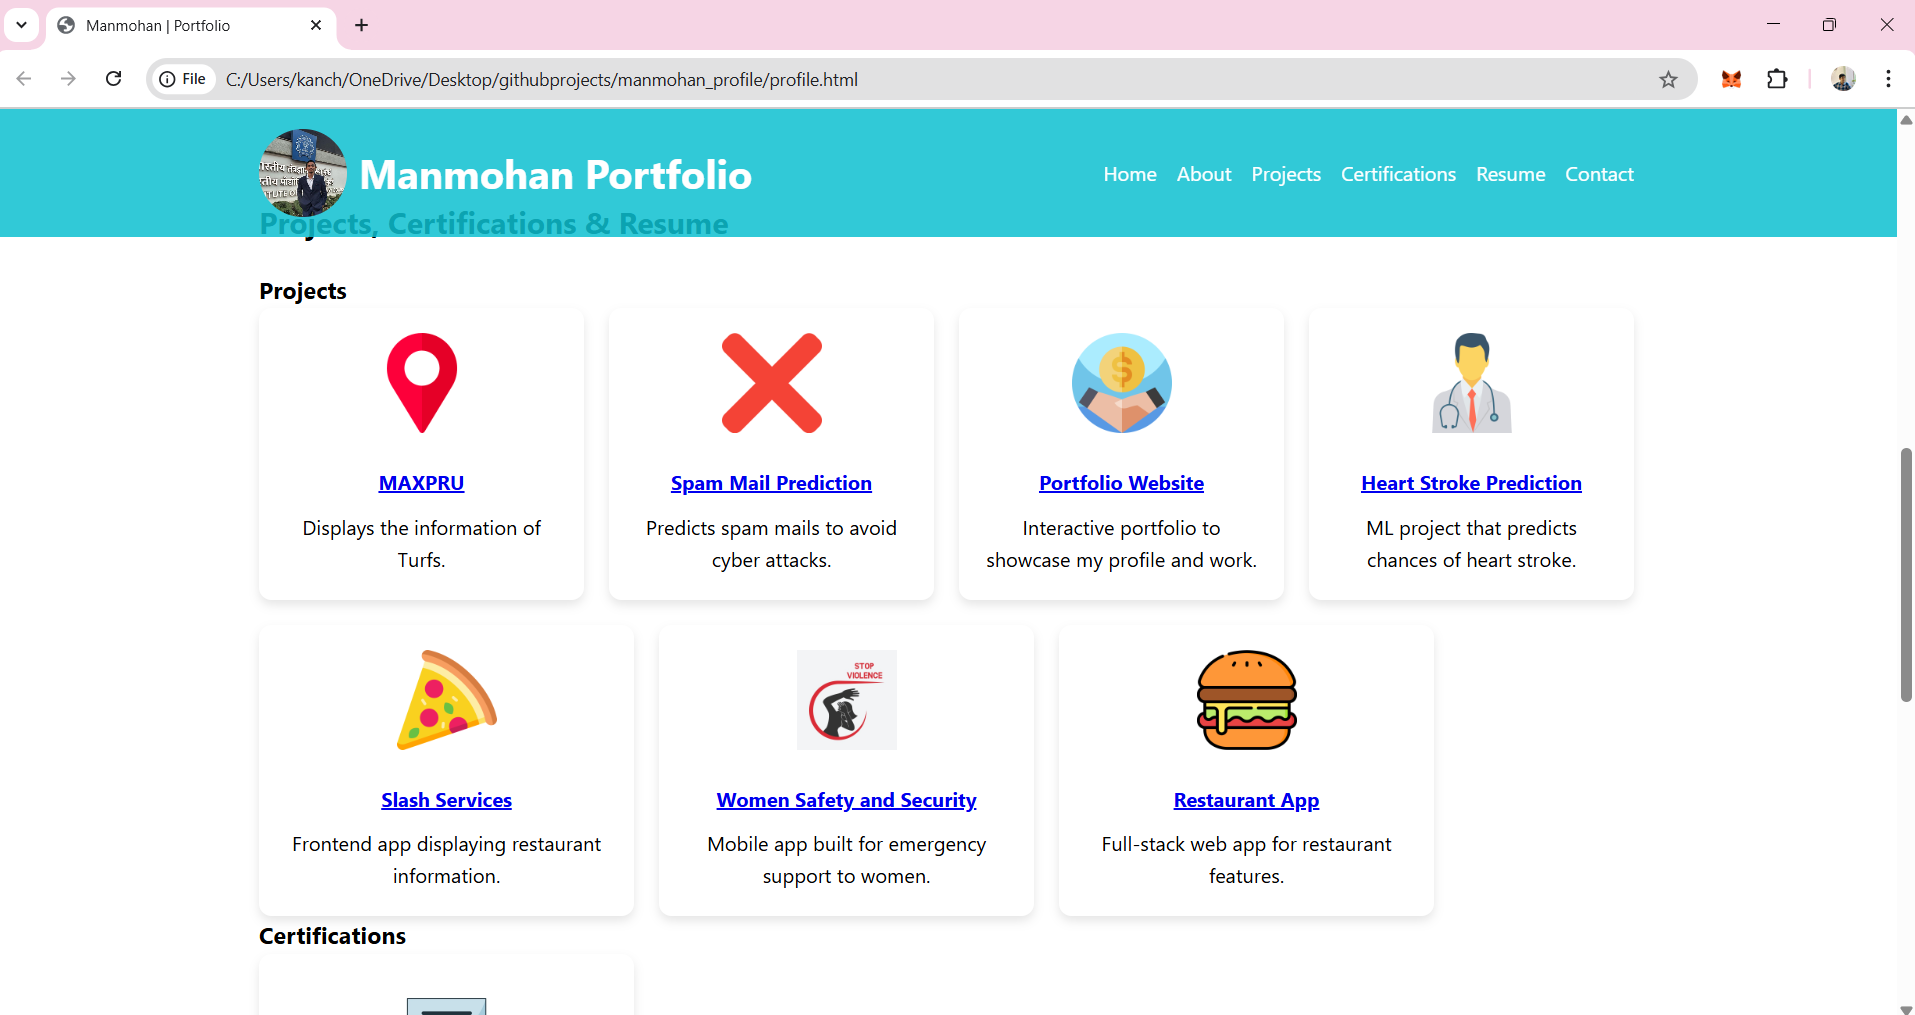 Manmohan | Portfolio
File
C:/Users/kanch/OneDrive/Desktop/githubprojects/manmohan_profile/profile.html
Manmohan Portfolio
Home
About
Projects
Certifications
Resume
Contact
Projects, Certifications & Resume
Projects
MAXPRU
Displays the information of
Turfs.
Spam Mail Prediction
Predicts spam mails to avoid
cyber attacks.
Portfolio Website
Interactive portfolio to
showcase my profile and work.
Heart Stroke Prediction
ML project that predicts
chances of heart stroke.
Slash Services
Frontend app displaying restaurant
information.
STOP
VIOLENCE
Women Safety and Security
Mobile app built for emergency
support to women.
Restaurant App
Full-stack web app for restaurant
features.
Certifications